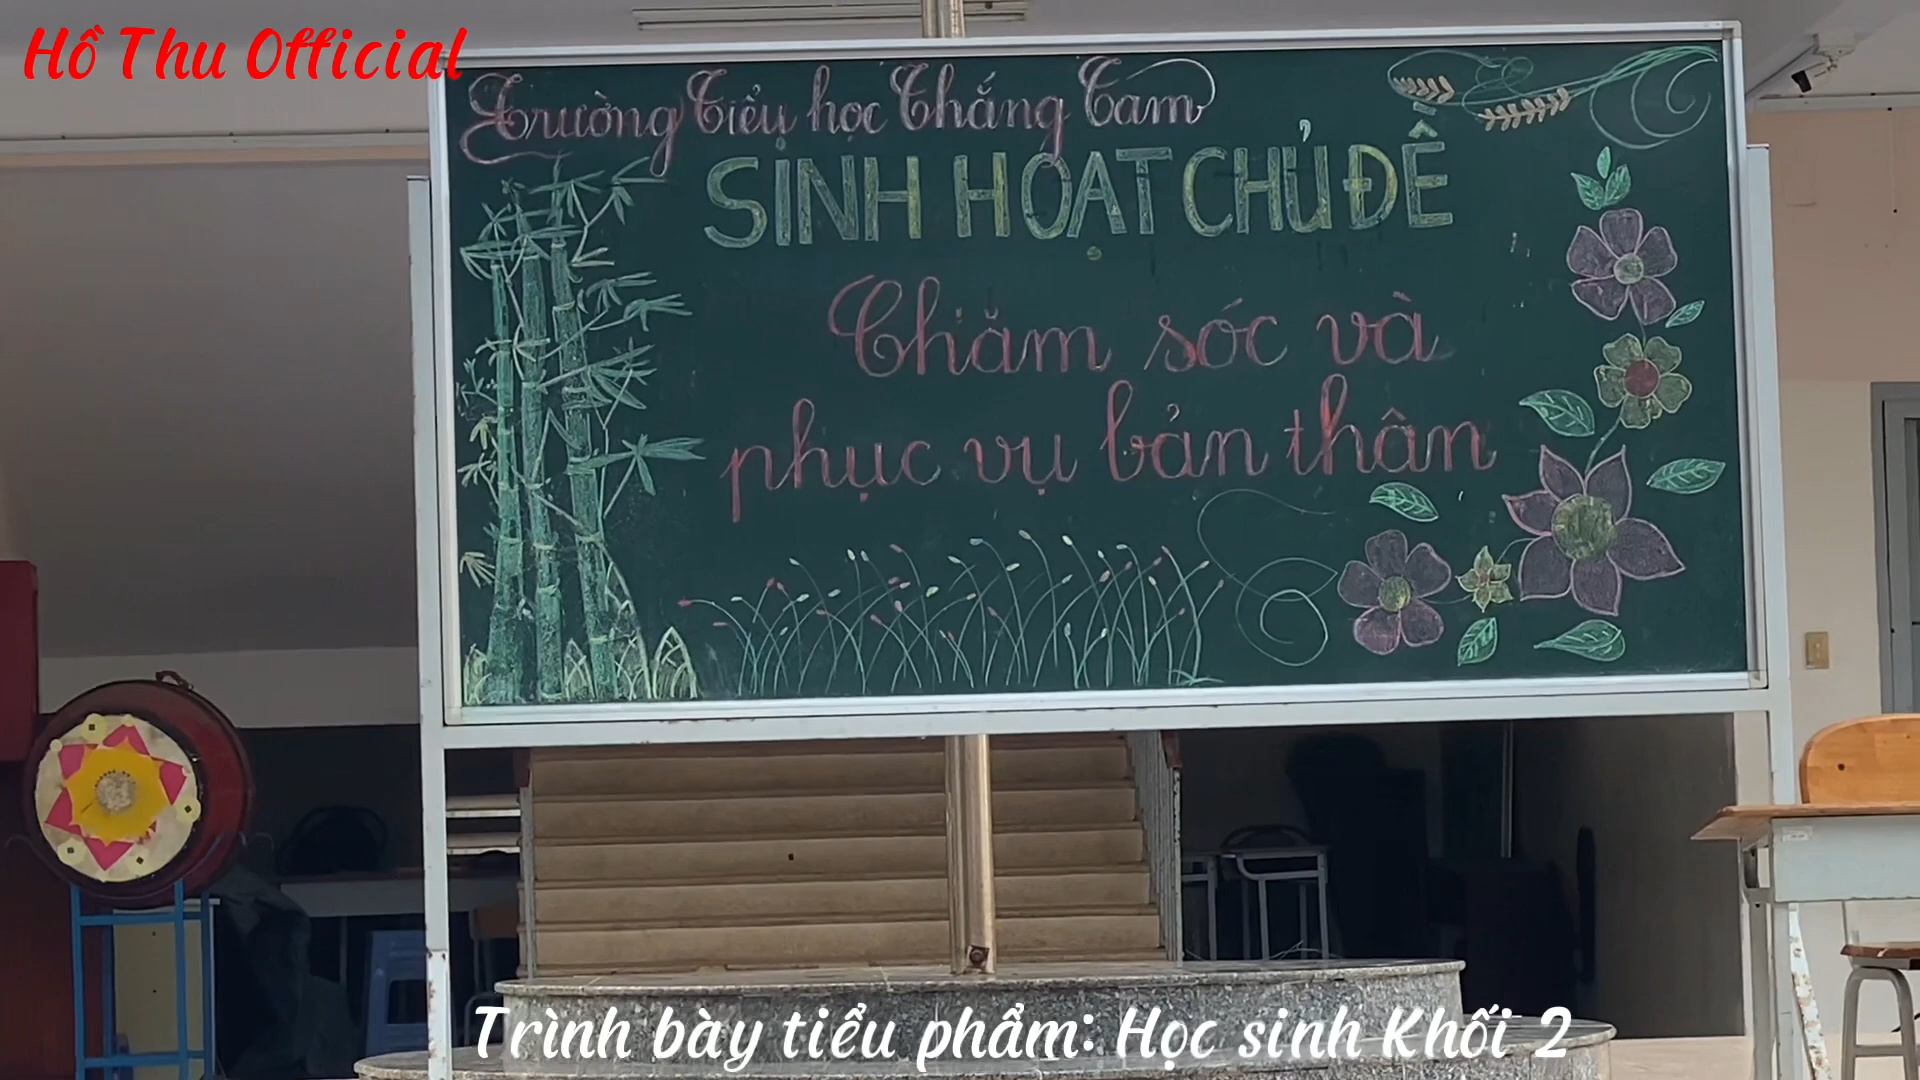 Hồ Thu Official
Trường Tiểu học Thắng Tam
SINH HOẠT CHỦ ĐỀ
Chăm sóc và
phục vụ bản thân
Trình bày tiểu phẩm: Học sinh Khối 2